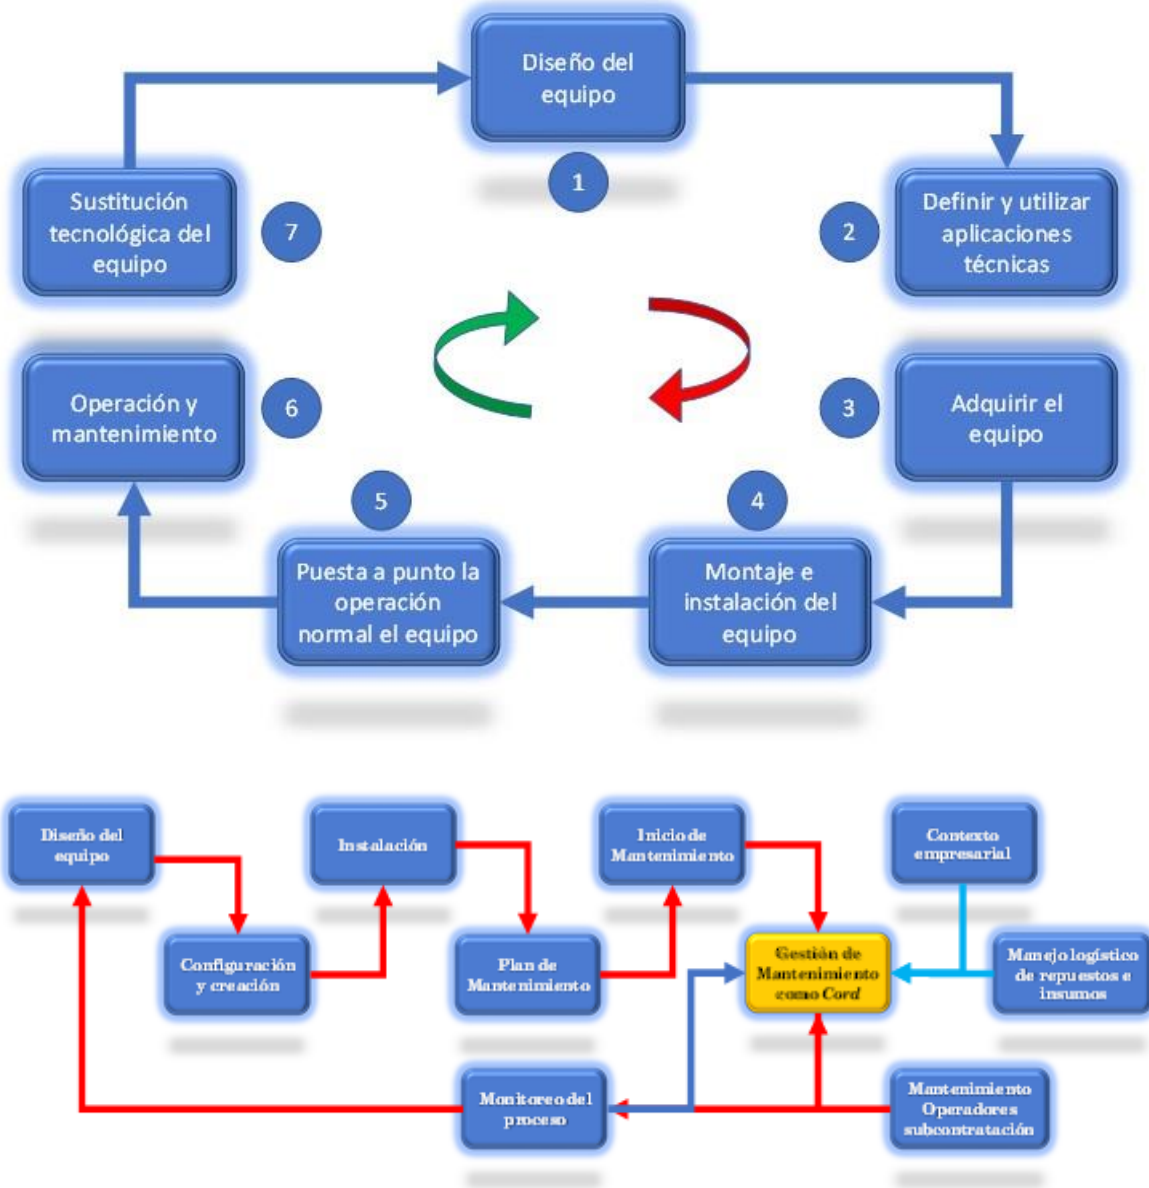 Diseño del
equipo
1
Sustitución
tecnológica del
equipo
7
2
Definir y utilizar
aplicaciones
técnicas
Operación y
mantenimiento
6
3
Adquirir el
equipo
5
4
Puesta a punto la
operación
normal el equipo
Montaje e
instalación del
equipo
Diseño del
equipo
Instalación
Inicio de
Mantenimiento
Contexto
empresarial
Configuración
y creación
Plan de
Mantenimiento
Gestión de
Mantenimiento
como Cord
Manejo logístico
de repuestos e
insumos
Monitoreo del
proceso
Mantenimiento
Operadores
subcontratación